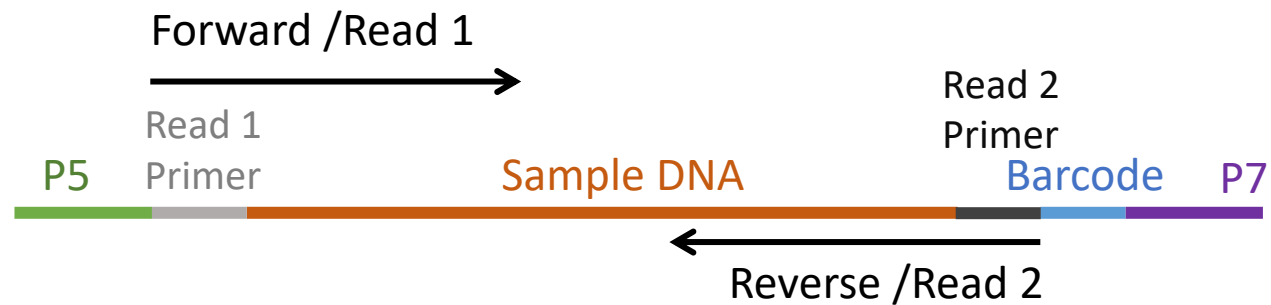 Forward /Read 1
Read 2
Primer
Read 1
Primer
P5
Sample DNA
Barcode
P7
Reverse /Read 2